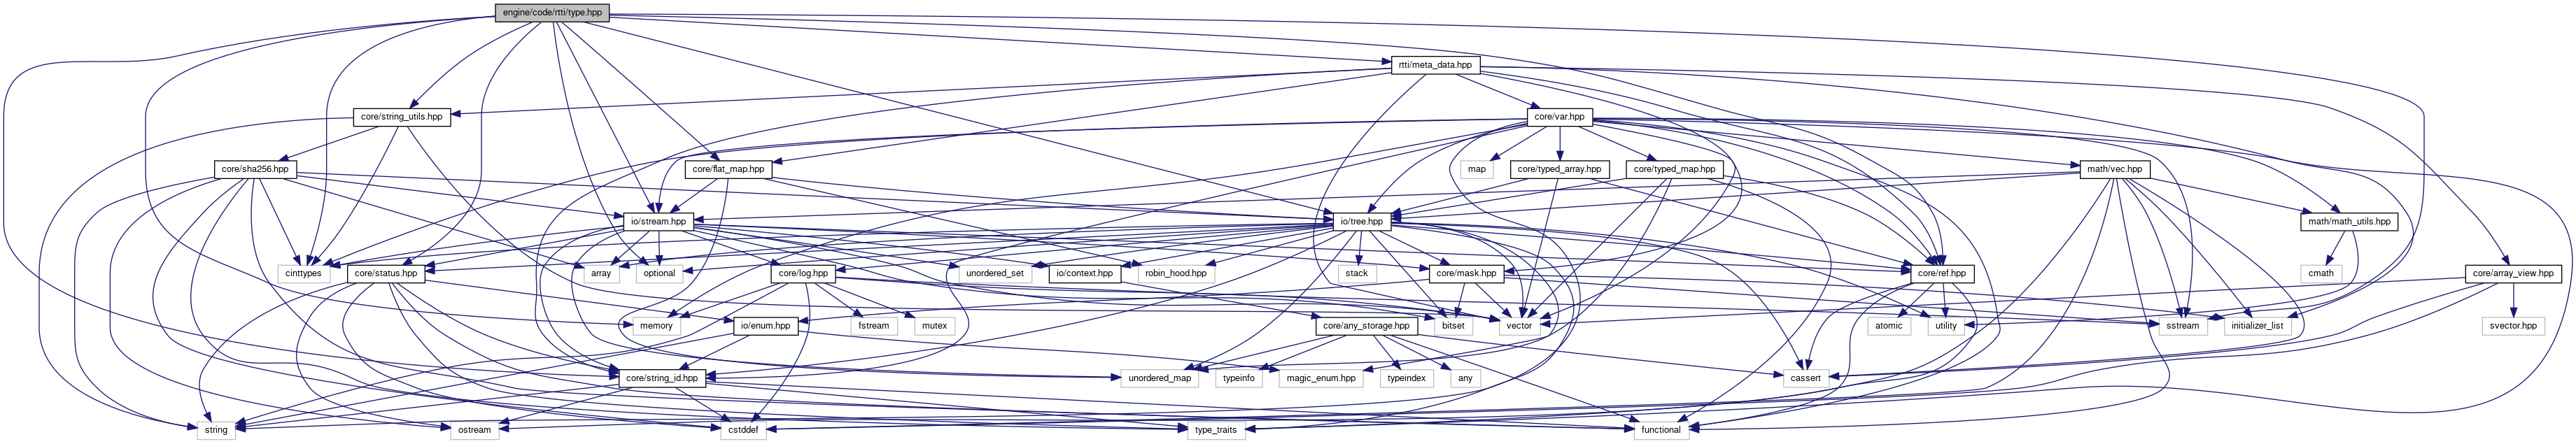 engine/code/rtti/type.hpp
rtti/meta_data.hpp
core/string_utils.hpp
core/var.hpp
core/sha256.hpp
core/flat_map.hpp
map
core/typed_array.hpp
core/typed_map.hpp
math/vec.hpp
io/stream.hpp
io/tree.hpp
math/math_utils.hpp
cinttypes
core/status.hpp
array
optional
core/log.hpp
unordered_set
io/context.hpp
robin_hood.hpp
stack
core/mask.hpp
core/ref.hpp
cmath
core/array_view.hpp
memory
io/enum.hpp
fstream
mutex
core/any_storage.hpp
bitset
vector
atomic
utility
sstream
initializer_list
svector.hpp
core/string_id.hpp
unordered_map
typeinfo
magic_enum.hpp
typeindex
any
cassert
string
ostream
type_traits
cstddef
functional